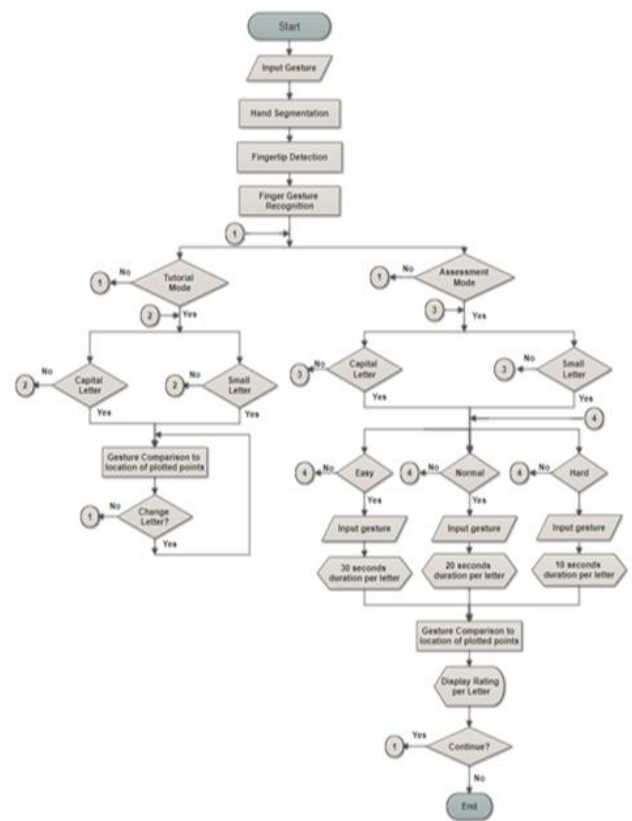 Start
Input Gesture
Hand Segmentation
Fingertip Detection
Finger Gesture
Recognition
1
No
1
Tutorial
Mode
2
Yes
No
1
Assessment
Mode
3
Yes
No
2
Capital
Letter
Yes
No
2
Small
Letter
Yes
No
3
Capital
Letter
Yes
No
3
Small
Letter
Yes
4
Gesture Comparison to
location of plotted points
No
1
Change
Letter?
Yes
No
4
Easy
Yes
No
4
Normal
Yes
No
4
Hard
Yes
Input gesture
Input gesture
Input gesture
30 seconds
duration per letter
20 seconds
duration per letter
10 seconds
duration per letter
Gesture Comparison to
location of plotted points
Display Rating
per Letter
Yes
1
Continue?
No
End